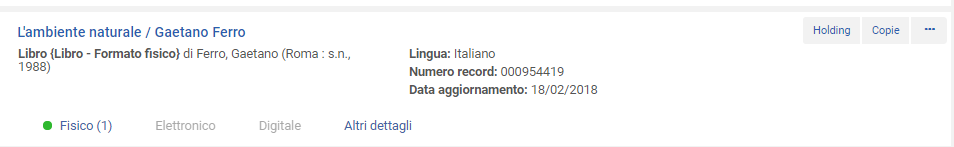 L'ambiente naturale / Gaetano Ferro
Holding
Copie
···
Libro {Libro - Formato fisico} di Ferro, Gaetano (Roma : s.n.,
1988)
Lingua: Italiano
Numero record: 000954419
Data aggiornamento: 18/02/2018
Fisico (1)
Elettronico
Digitale
Altri dettagli